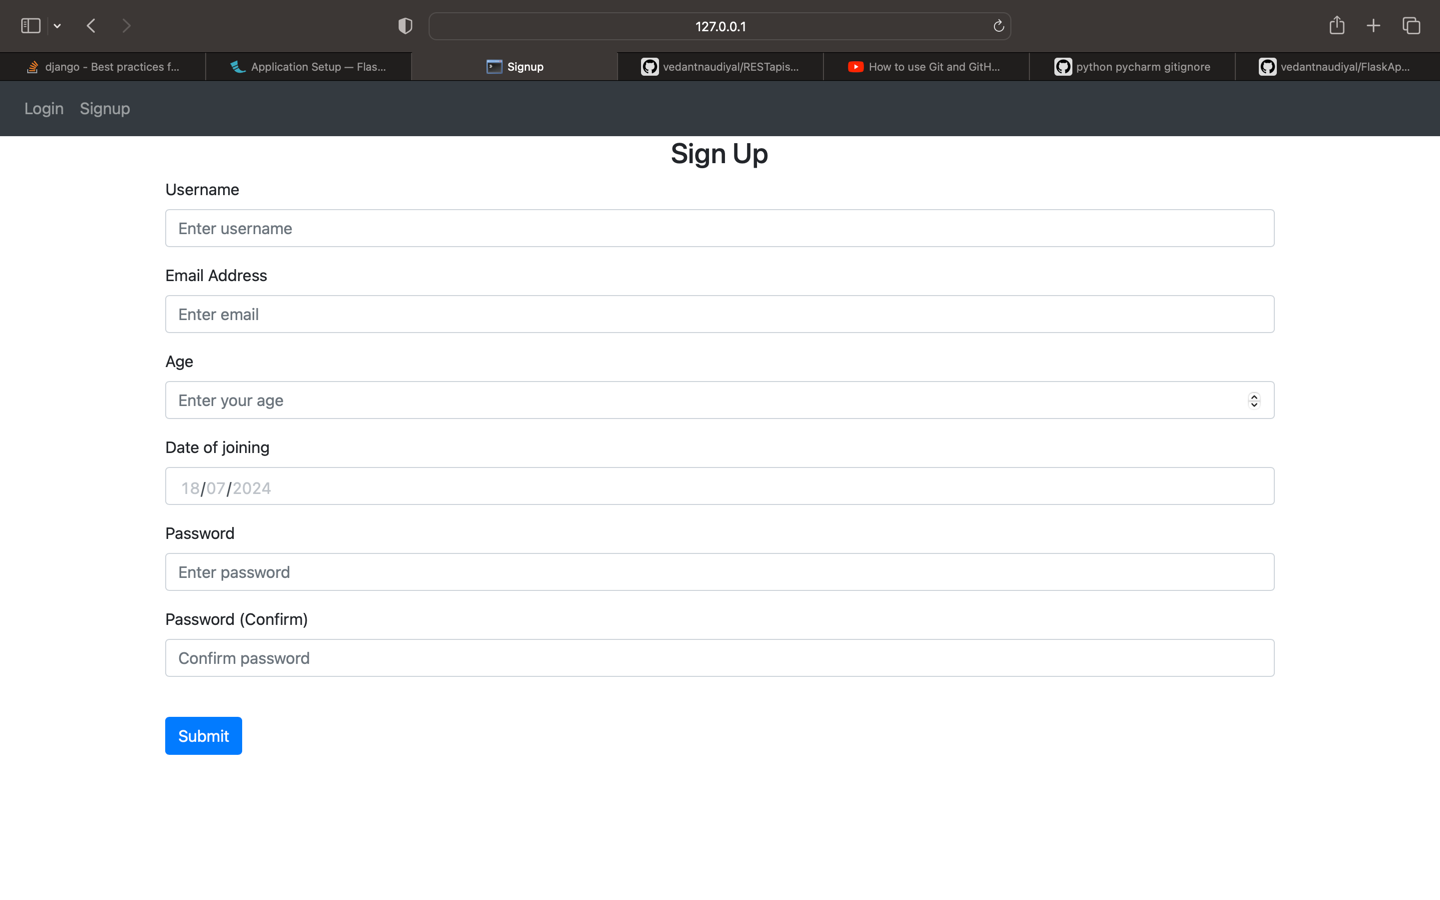 127.0.0.1
django - Best practices f...
Application Setup — Flas...
Signup
vedantnaudiyal/RESTapis...
How to use Git and GitH...
python pycharm gitignore
vedantnaudiyal/FlaskAp...
Login Signup
Sign Up
Username
Enter username
Email Address
Enter email
Age
Enter your age
Date of joining
18/07/2024
Password
Enter password
Password (Confirm)
Confirm password
Submit